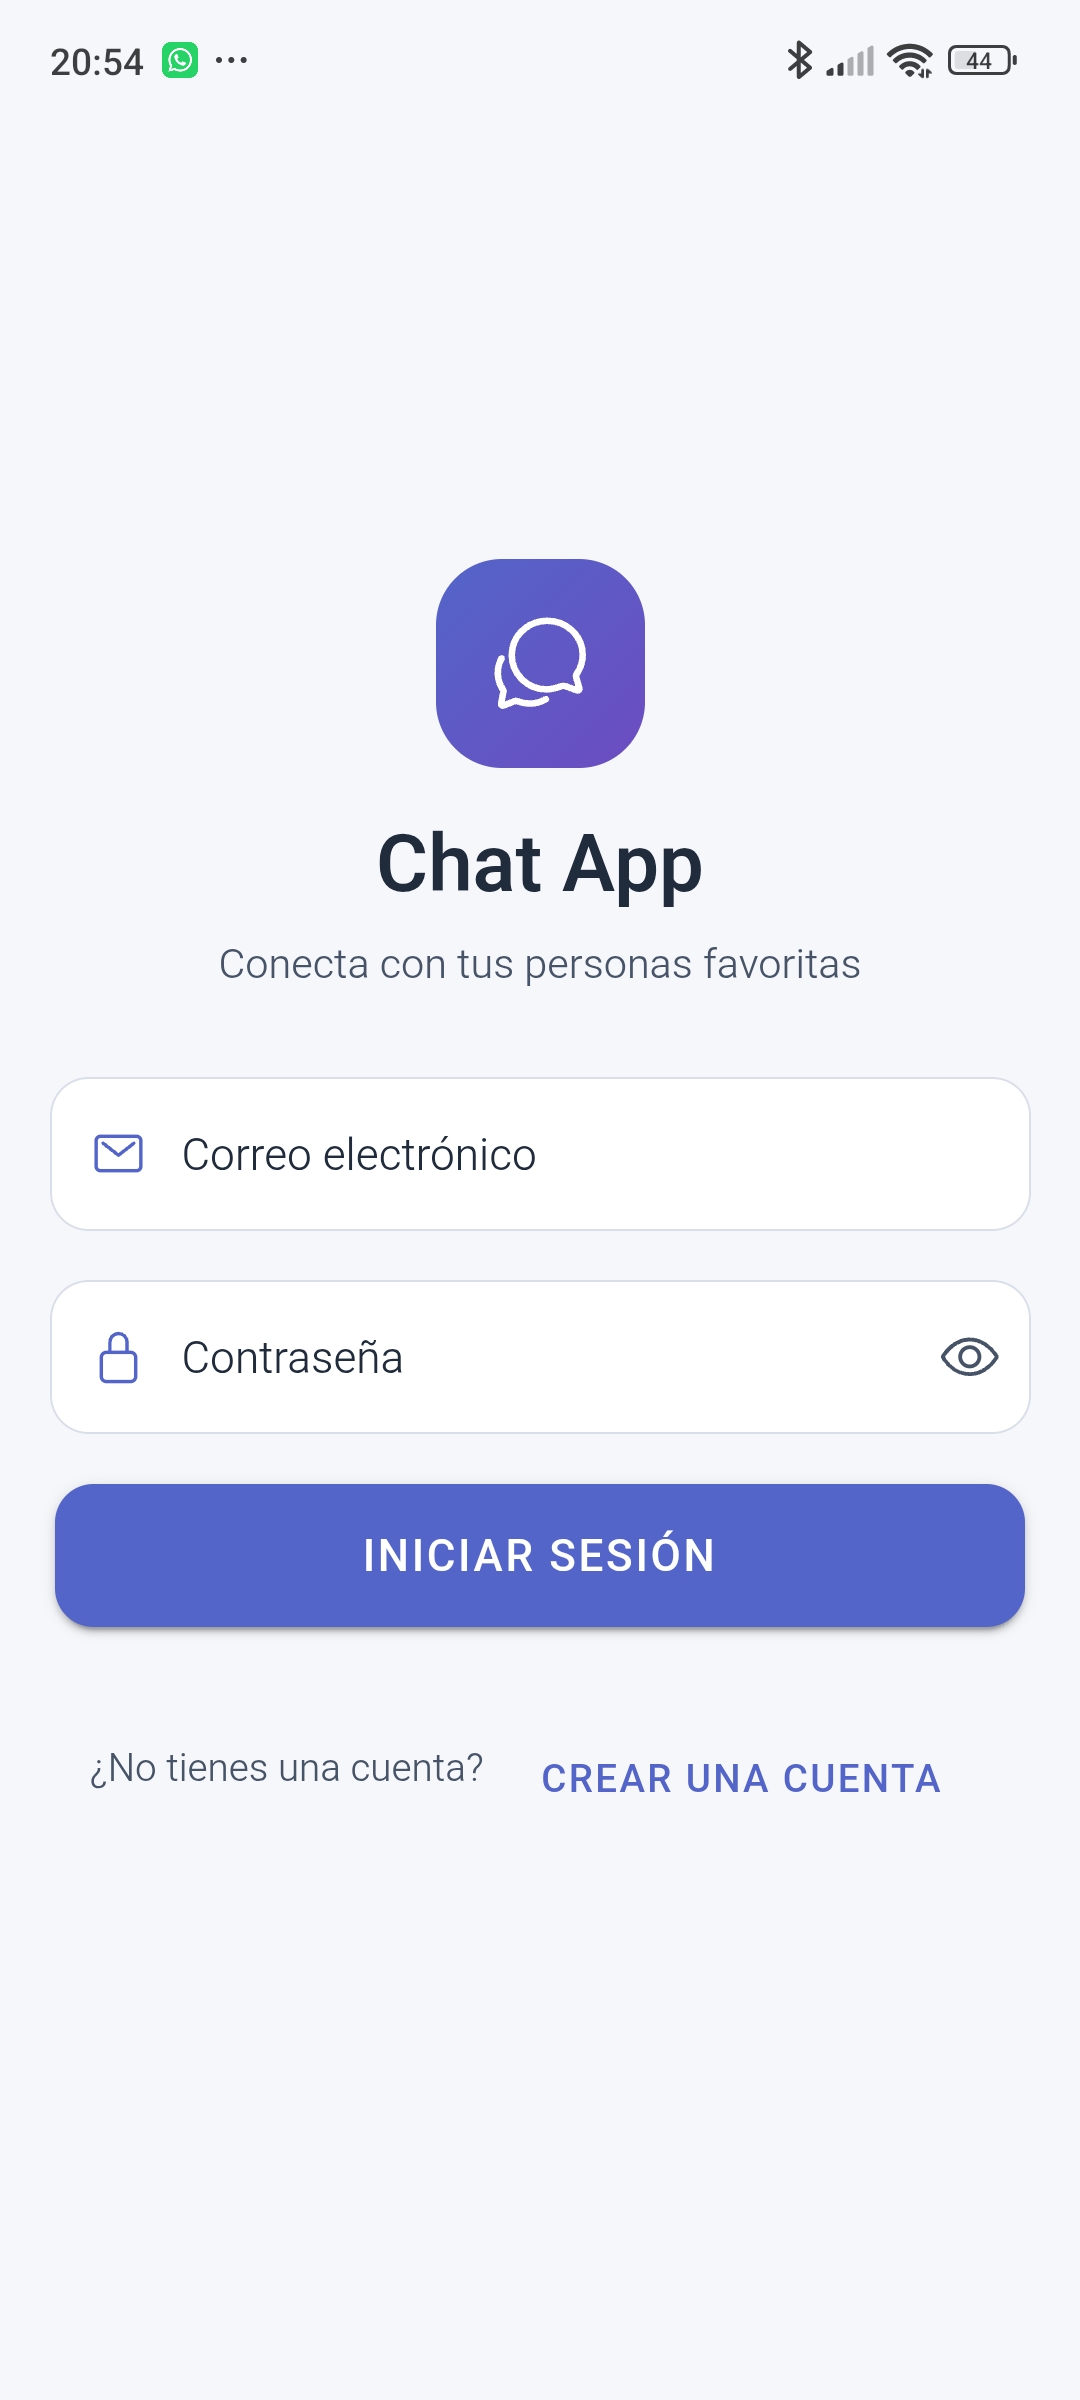 20:54
44
Chat App
Conecta con tus personas favoritas
Correo electrónico
Contraseña
INICIAR SESIÓN
¿No tienes una cuenta? CREAR UNA CUENTA